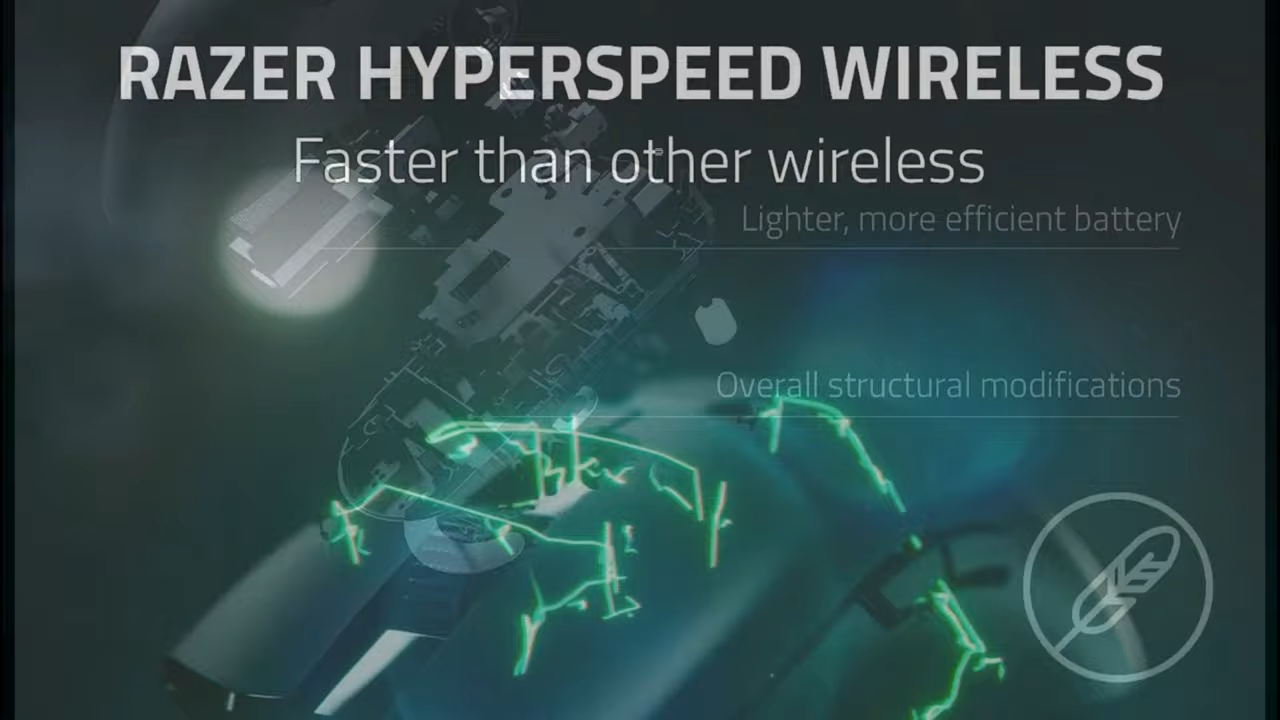 RAZER HYPERSPEED WIRELESS
Faster than other wireless
Lighter, more efficient battery
Overall structural modifications